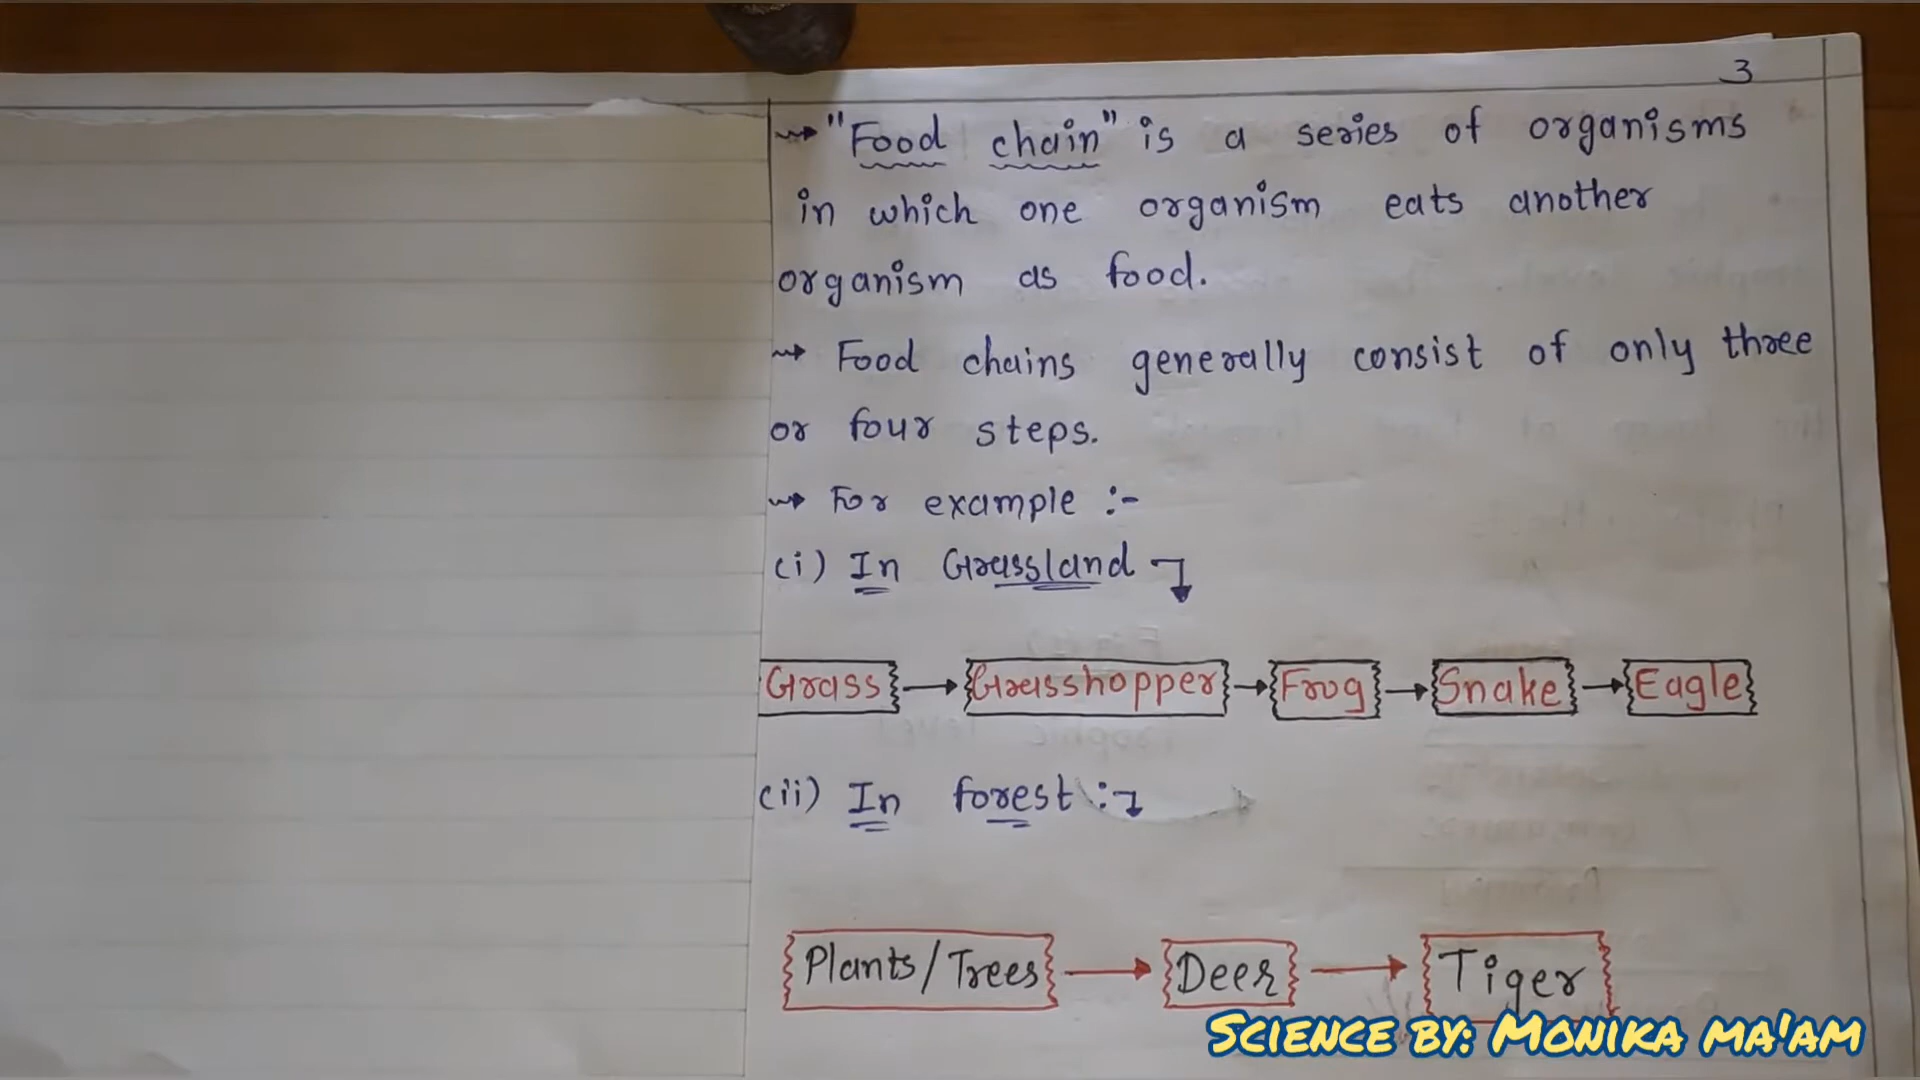 3
"Food chain" is a series of organisms
in which one organism eats another
organism as food.
Food chains generally consist of only three
or four steps.
For example :-
(i) In Grassland
Grass → Grasshopper → Frog → Snake → Eagle
(ii) In forest :
Plants/Trees → Deer → Tiger
Science by: Monika ma'am